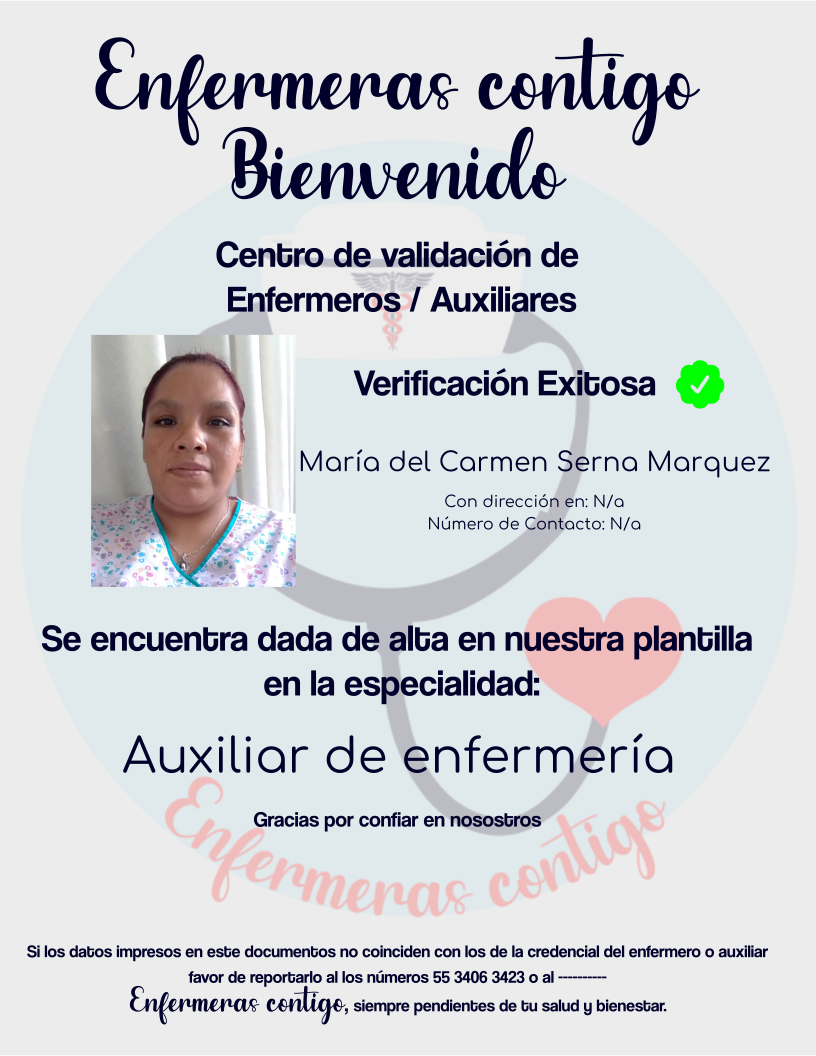 Enfermeras contigo
Bienvenido
Centro de validación de
Enfermeros / Auxiliares
Verificación Exitosa
María del Carmen Serna Marquez
Con dirección en: N/a
Número de Contacto: N/a
Se encuentra dada de alta en nuestra plantilla
en la especialidad:
Auxiliar de enfermería
Gracias por confiar en nosostros
Enfermeras contigo
Si los datos impresos en este documentos no coinciden con los de la credencial del enfermero o auxiliar
favor de reportarlo al los números 55 3406 3423 o al ----------
Enfermeras contigo, siempre pendientes de tu salud y bienestar.